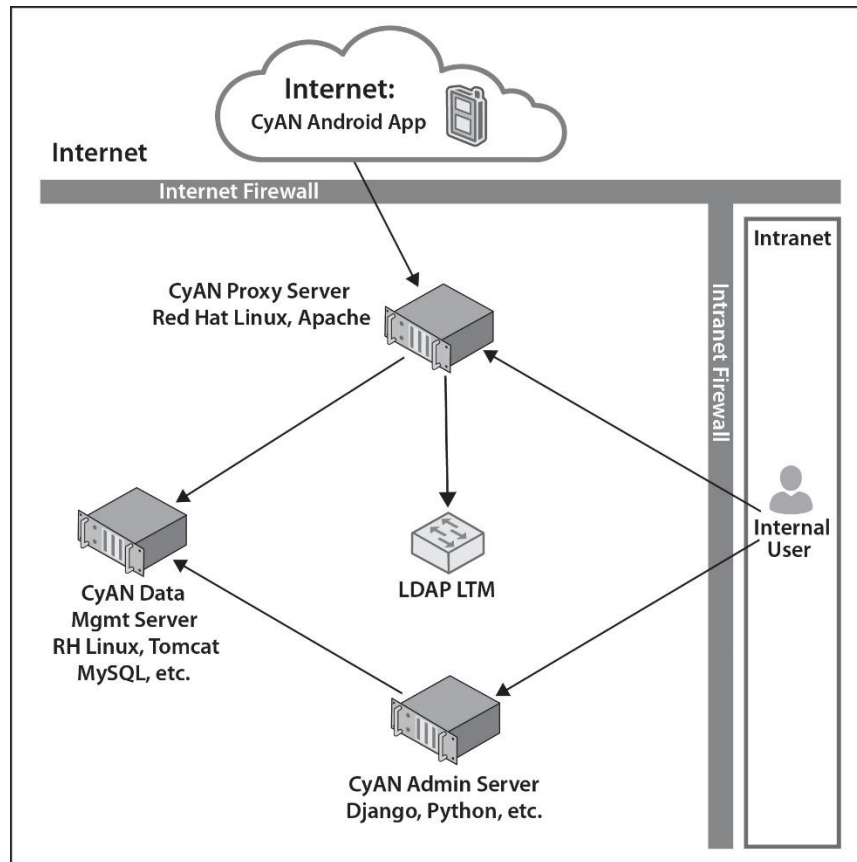 Internet:
CyAN Android App
Internet
Internet Firewall
Intranet
Intranet Firewall
CyAN Proxy Server
Red Hat Linux, Apache
Internal
User
LDAP LTM
CyAN Data
Mgmt Server
RH Linux, Tomcat
MySQL, etc.
CyAN Admin Server
Django, Python, etc.